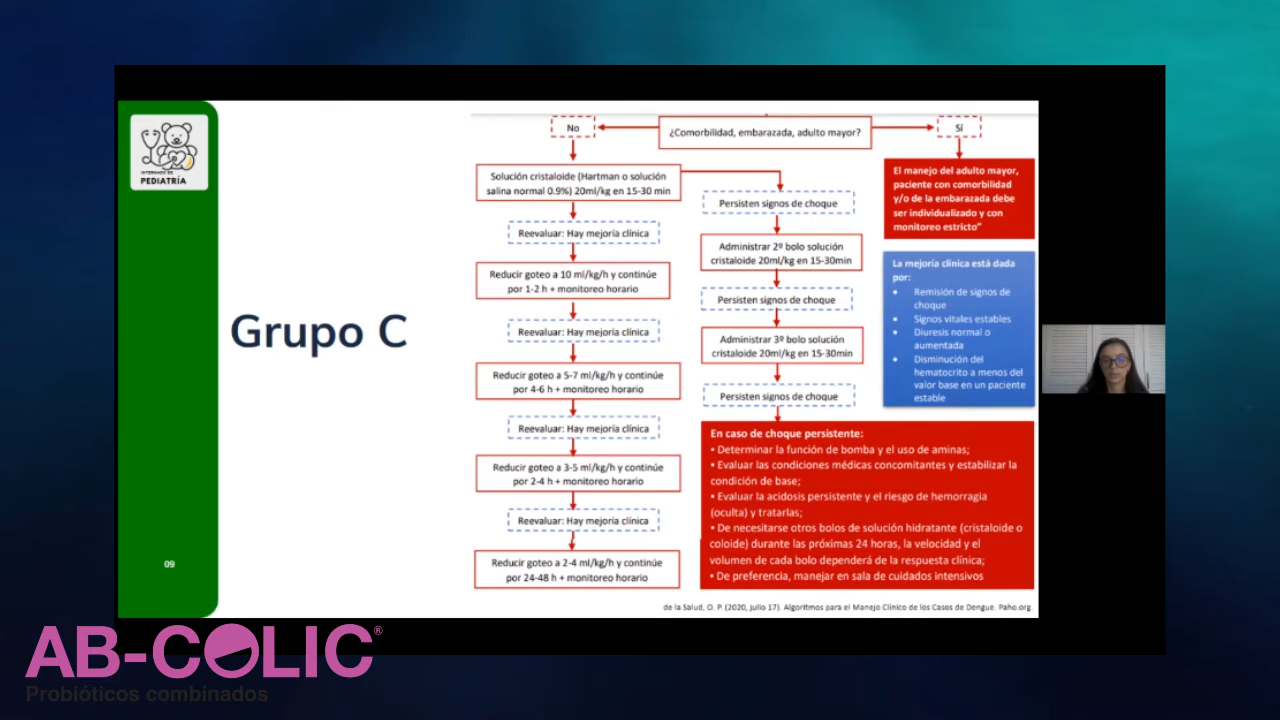 INTERNADO DE
PEDIATRÍA
09
Grupo C
¿Comorbilidad, embarazada, adulto mayor?
No
Sí
Solución cristaloide (Hartman o solución
salina normal 0.9%) 20ml/kg en 15-30 min
Reevaluar: Hay mejoría clínica
Reducir goteo a 10 ml/kg/h y continúe
por 1-2 h + monitoreo horario
Reevaluar: Hay mejoría clínica
Reducir goteo a 5-7 ml/kg/h y continúe
por 4-6 h + monitoreo horario
Reevaluar: Hay mejoría clínica
Reducir goteo a 3-5 ml/kg/h y continúe
por 2-4 h + monitoreo horario
Reevaluar: Hay mejoría clínica
Reducir goteo a 2-4 ml/kg/h y continúe
por 24-48 h + monitoreo horario
Persisten signos de choque
Administrar 2º bolo solución
cristaloide 20ml/kg en 15-30min
Persisten signos de choque
Administrar 3º bolo solución
cristaloide 20ml/kg en 15-30min
Persisten signos de choque
En caso de choque persistente:
• Determinar la función de bomba y el uso de aminas;
• Evaluar las condiciones médicas concomitantes y estabilizar la
condición de base;
• Evaluar la acidosis persistente y el riesgo de hemorragia
(oculta) y tratarlas;
• De necesitarse otros bolos de solución hidratante (cristaloide o
coloide) durante las próximas 24 horas, la velocidad y el
volumen de cada bolo dependerá de la respuesta clínica;
• De preferencia, manejar en sala de cuidados intensivos
El manejo del adulto mayor,
paciente con comorbilidad
y/o de la embarazada debe
ser individualizado y con
monitoreo estricto"
La mejoría clínica está dada
por:
• Remisión de signos de
choque
• Signos vitales estables
• Diuresis normal o
aumentada
• Disminución del
hematocrito a menos del
valor base en un paciente
estable
de la Salud, O. P. (2020, julio 17). Algoritmos para el Manejo Clínico de los Casos de Dengue. Paho.org.
AB-COLIC®
Probióticos combinados